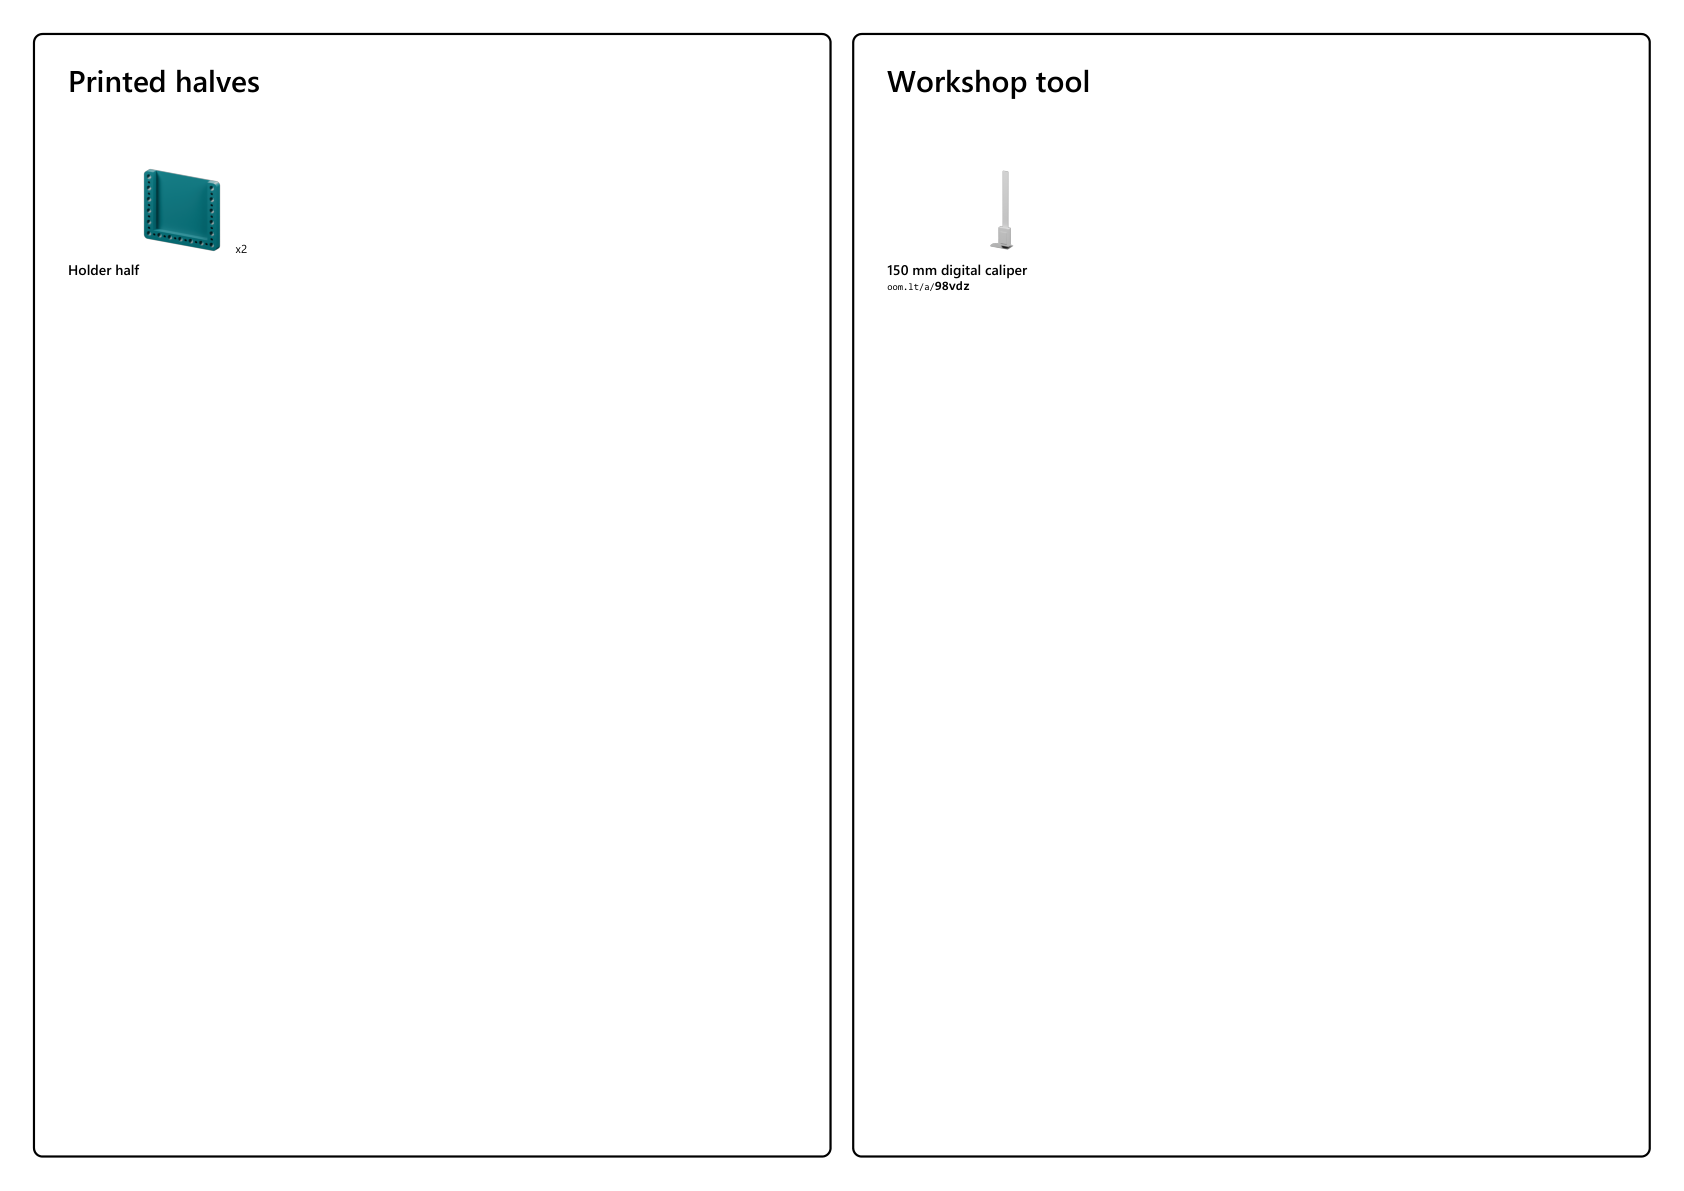 Printed halves
x2
Holder half
Workshop tool
150 mm digital caliper
oom.lt/a/98vdz